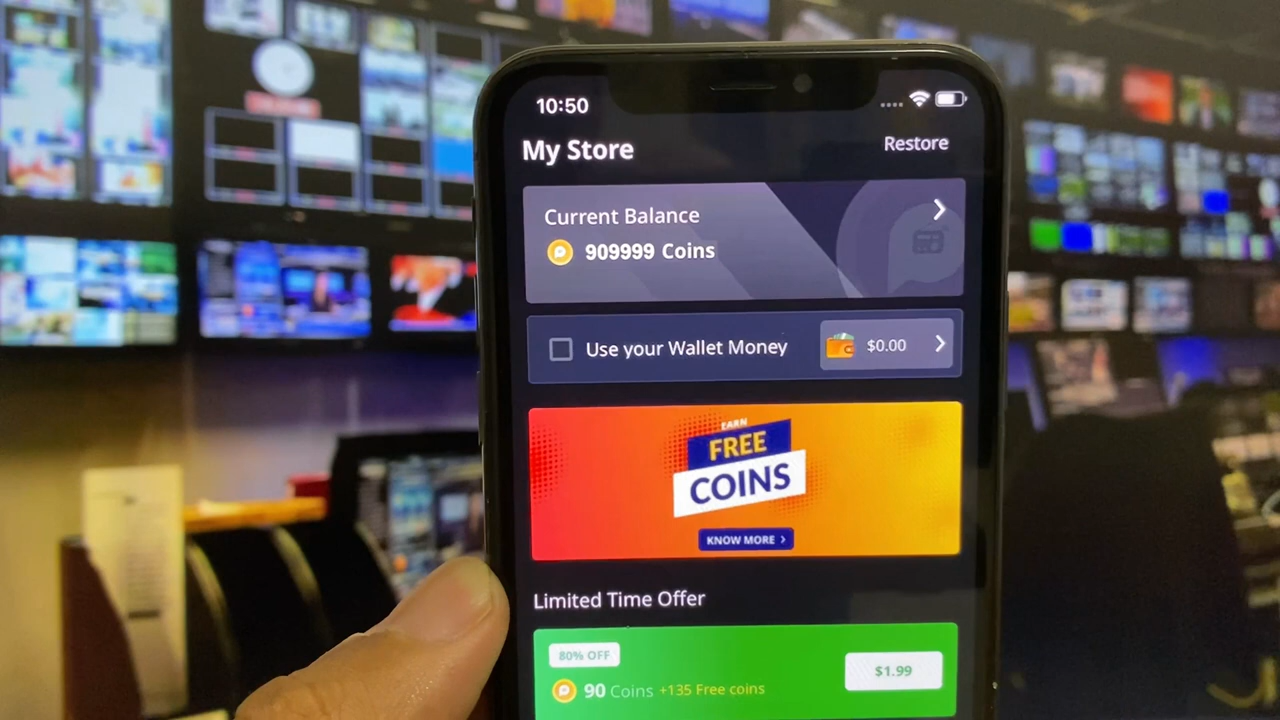 10:50
My Store
Restore
Current Balance
909999 Coins
Use your Wallet Money
$0.00
EARN
FREE
COINS
KNOW MORE
Limited Time Offer
80% OFF
90 Coins +135 Free coins
$1.99